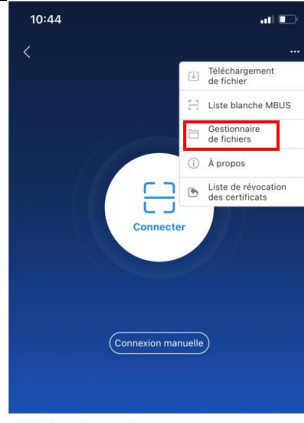 10:44
Téléchargement
de fichier
Liste blanche MBUS
Gestionnaire
de fichiers
À propos
Liste de révocation
des certificats
Connecter
Connexion manuelle